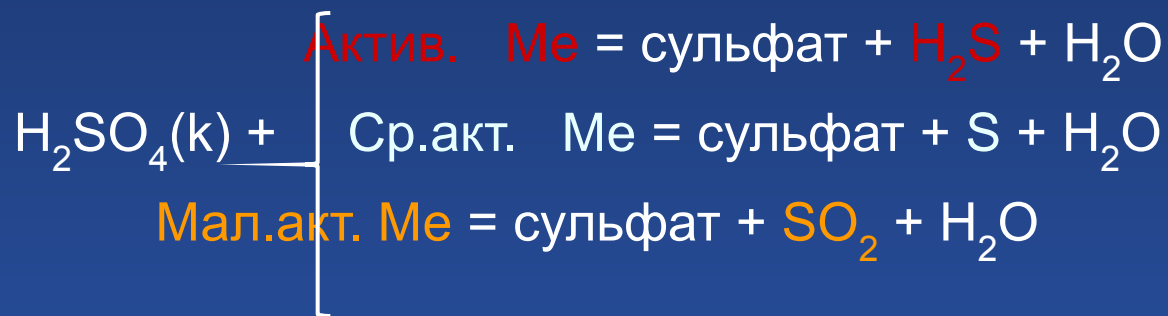 Актив. Ме = сульфат + H₂S + H₂O
H₂SO₄(k) + Ср.акт. Ме = сульфат + S + H₂O
Мал.акт. Ме = сульфат + SO₂ + H₂O